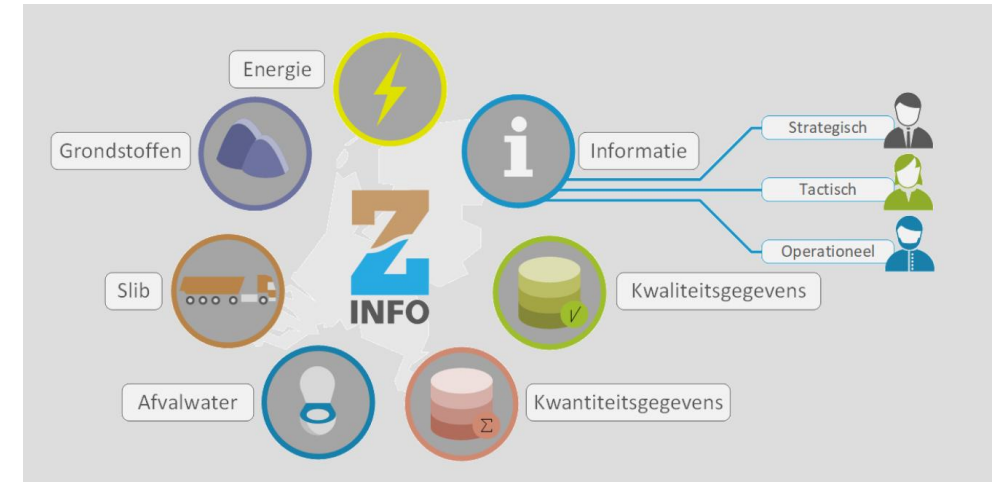 Energie
Grondstoffen
Informatie
Strategisch
Tactisch
Operationeel
Z
INFO
Slib
Kwaliteitsgegevens
√
Afvalwater
Kwantiteitsgegevens
Σ